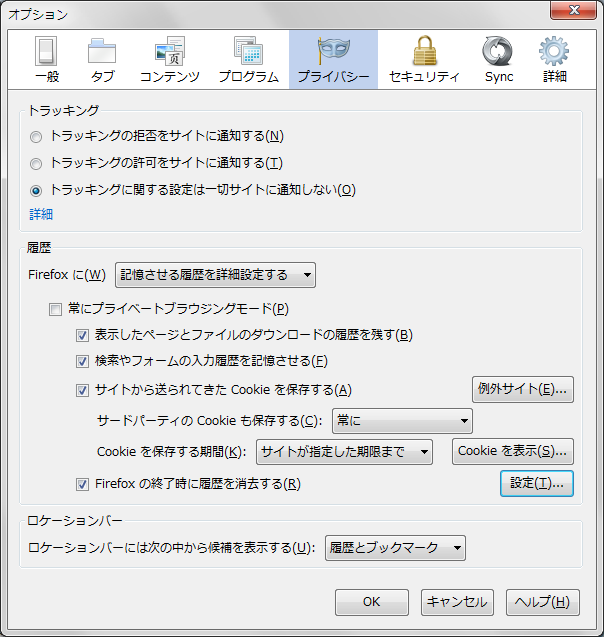 オプション
一般 タブ コンテンツ プログラム プライバシー セキュリティ Sync 詳細
トラッキング
トラッキングの拒否をサイトに通知する(N)
トラッキングの許可をサイトに通知する(T)
トラッキングに関する設定は一切サイトに通知しない(O)
詳細
履歴
Firefox に(W) 記憶させる履歴を詳細設定する
常にプライベートブラウジングモード(P)
表示したページとファイルのダウンロードの履歴を残す(B)
検索やフォームの入力履歴を記憶させる(F)
サイトから送られてきた Cookie を保存する(A) 例外サイト(E)...
サードパーティの Cookie も保存する(C): 常に
Cookie を保存する期間(K): サイトが指定した期限まで Cookie を表示(S)...
Firefox の終了時に履歴を消去する(R) 設定(T)...
ロケーションバー
ロケーションバーには次の中から候補を表示する(U): 履歴とブックマーク
OK キャンセル ヘルプ(H)